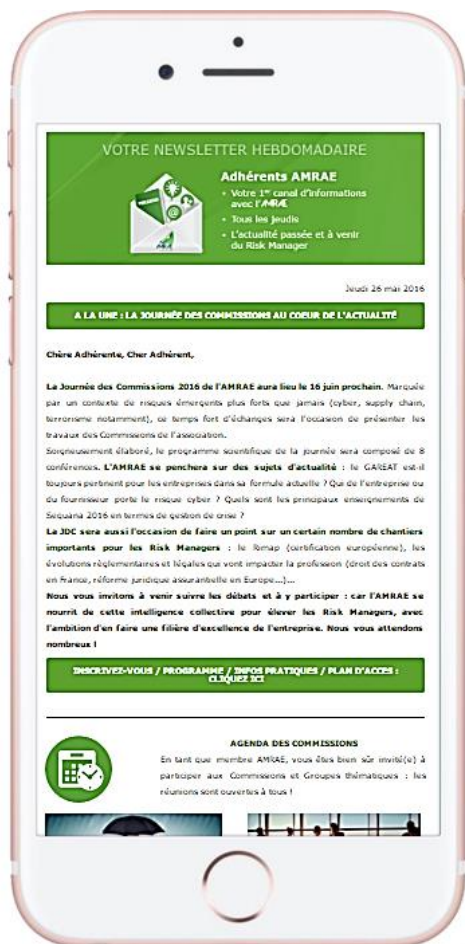 VOTRE NEWSLETTER HEBDOMADAIRE
Adhérents AMRAE
• Votre 1er canal d'informations
avec l'AMRAE
• Tous les jeudis
• L'actualité passée et à venir
du Risk Manager
Jeudi 26 mai 2016
A LA UNE : LA JOURNÉE DES COMMISSIONS AU COEUR DE L'ACTUALITÉ
Chère Adhérente, Cher Adhérent,
La Journée des Commissions 2016 de l'AMRAE aura lieu le 16 juin prochain. Marquée
par un contexte de risques émergents plus forts que jamais (cyber, supply chain,
terrorisme notamment), ce temps fort d'échanges sera l'occasion de présenter les
travaux des Commissions de l'association.
Soigneusement élaboré, le programme scientifique de la journée sera composé de 8
conférences. L'AMRAE se penchera sur des sujets d'actualité : le GAREAT est-il
toujours pertinent pour les entreprises dans sa formule actuelle ? Qui de l'entreprise ou
du fournisseur porte le risque cyber ? Quels sont les principaux enseignements de
Sequana 2016 en termes de gestion de crise ?
La JDC sera aussi l'occasion de faire un point sur un certain nombre de chantiers
importants pour les Risk Managers : le Rimap (certification européenne), les
évolutions règlementaires et légales qui vont impacter la profession (droit des contrats
en France, réforme juridique assurantielle en Europe...)...
Nous vous invitons à venir suivre les débats et à y participer : car l'AMRAE se
nourrit de cette intelligence collective pour élever les Risk Managers, avec
l'ambition d'en faire une filière d'excellence de l'entreprise. Nous vous attendons
nombreux !
INSCRIVEZ-VOUS / PROGRAMME / INFOS PRATIQUES / PLAN D'ACCES :
CLIQUEZ ICI
AGENDA DES COMMISSIONS
En tant que membre AMRAE, vous êtes bien sûr invité(e) à
participer aux Commissions et Groupes thématiques : les
réunions sont ouvertes à tous !